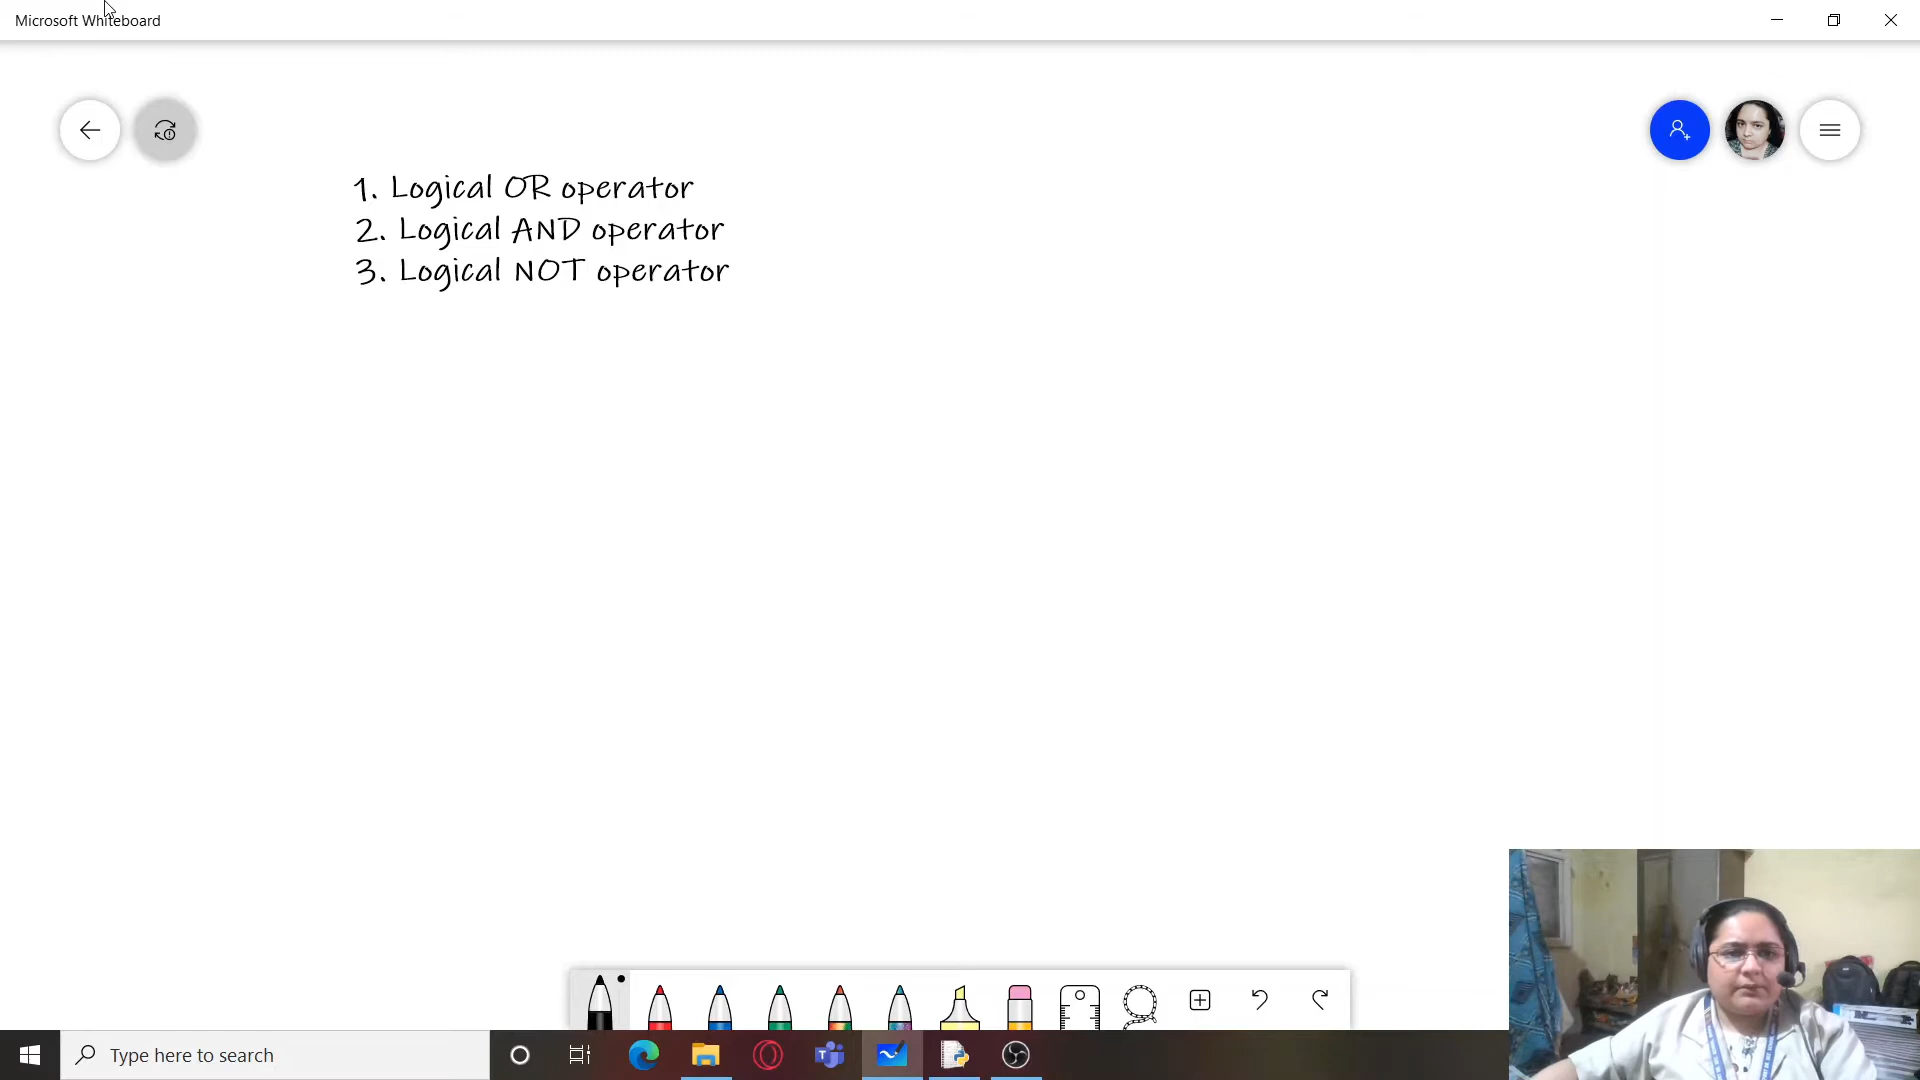 Microsoft Whiteboard
1. Logical OR operator
2. Logical AND operator
3. Logical NOT operator
Type here to search